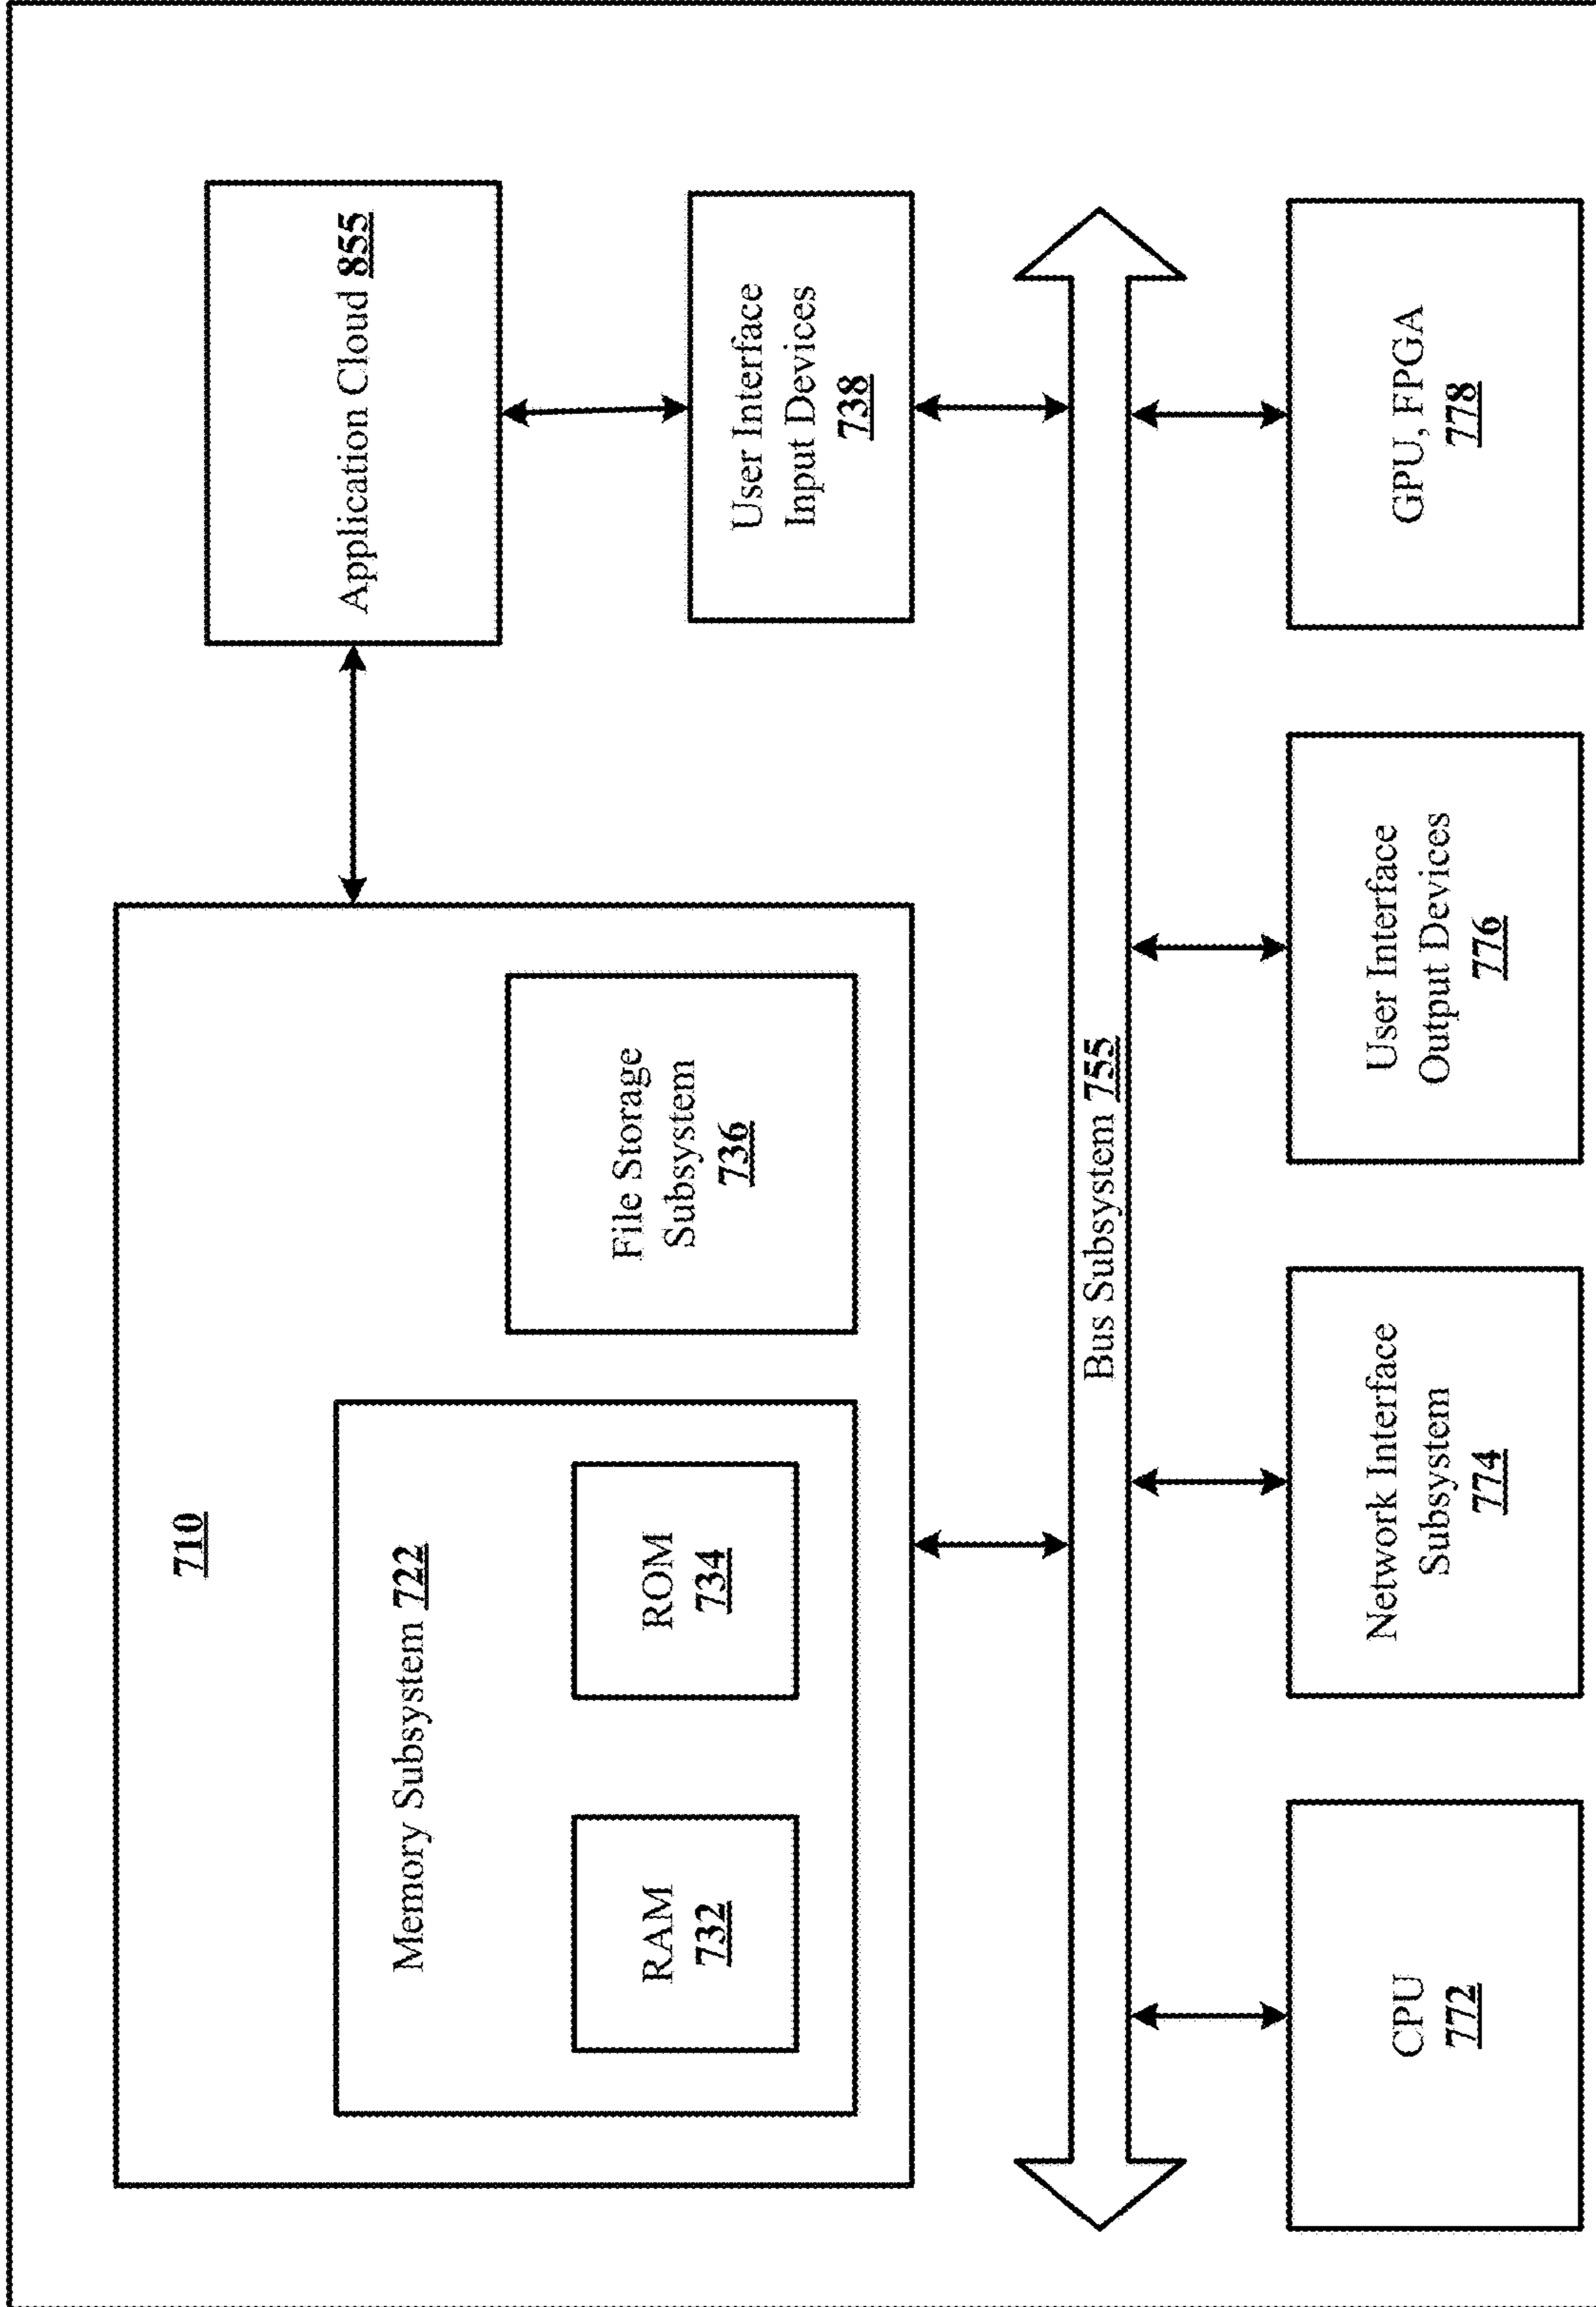 710
Application Cloud 855
Memory Subsystem 722
RAM
732
ROM
734
File Storage
Subsystem
736
User Interface
Input Devices
738
Bus Subsystem 755
CPU
772
Network Interface
Subsystem
774
User Interface
Output Devices
776
GPU, FPGA
778